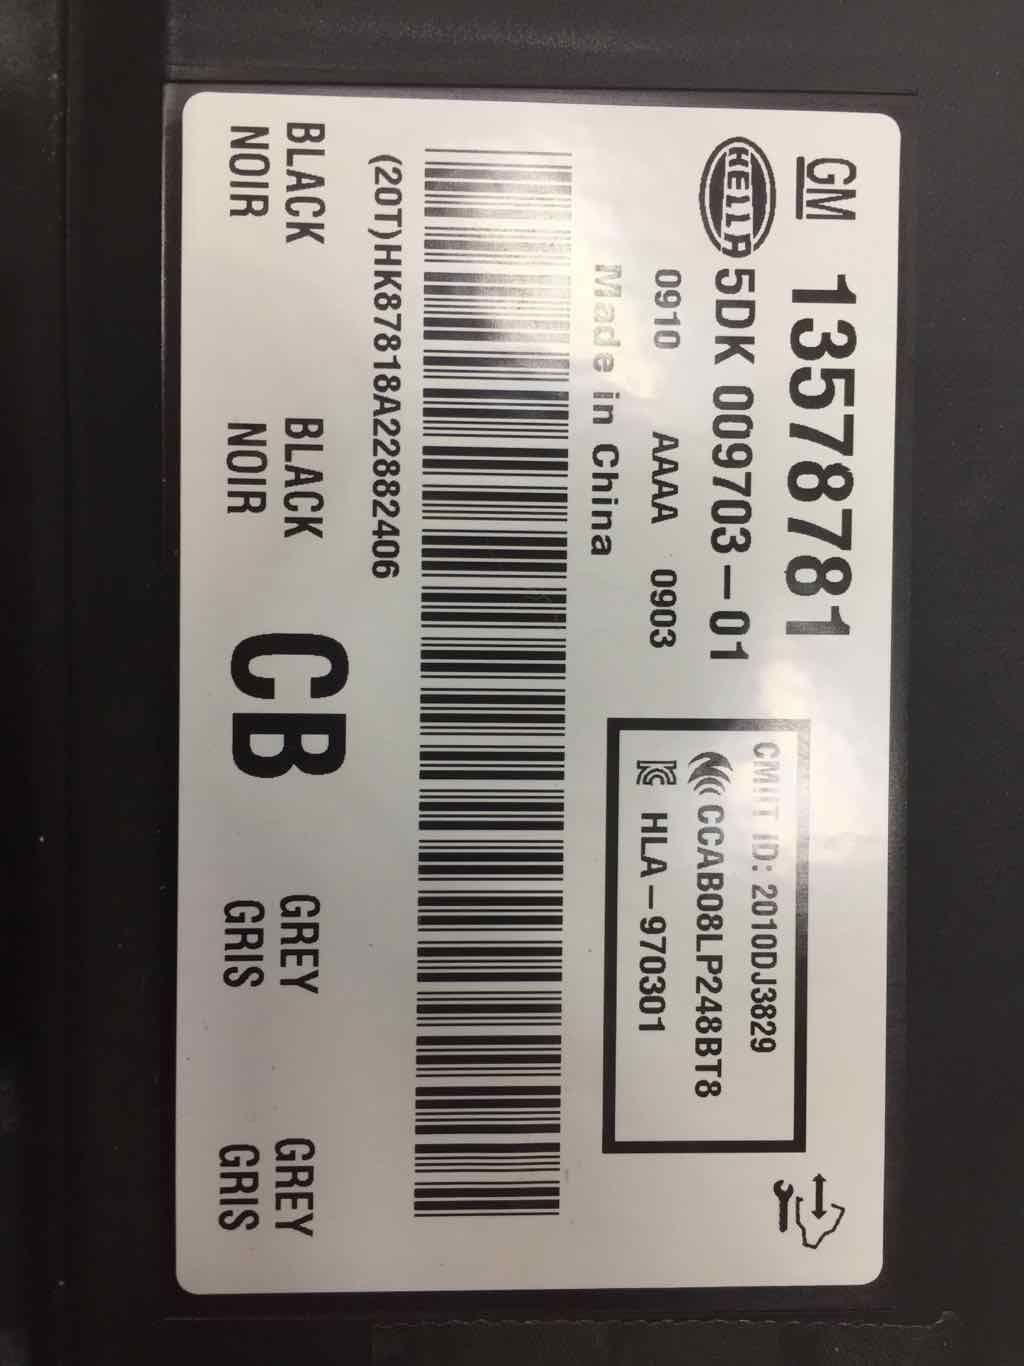 GM 13578781
HELLA 5DK 009703-01
0910 AAAA 0903
Made in China
CMIIT ID: 2010DJ3829
CCAB08LP248BT8
HLA-970301
(20T)HK87818A22882406
BLACK BLACK CB GREY GREY
NOIR NOIR GRIS GRIS